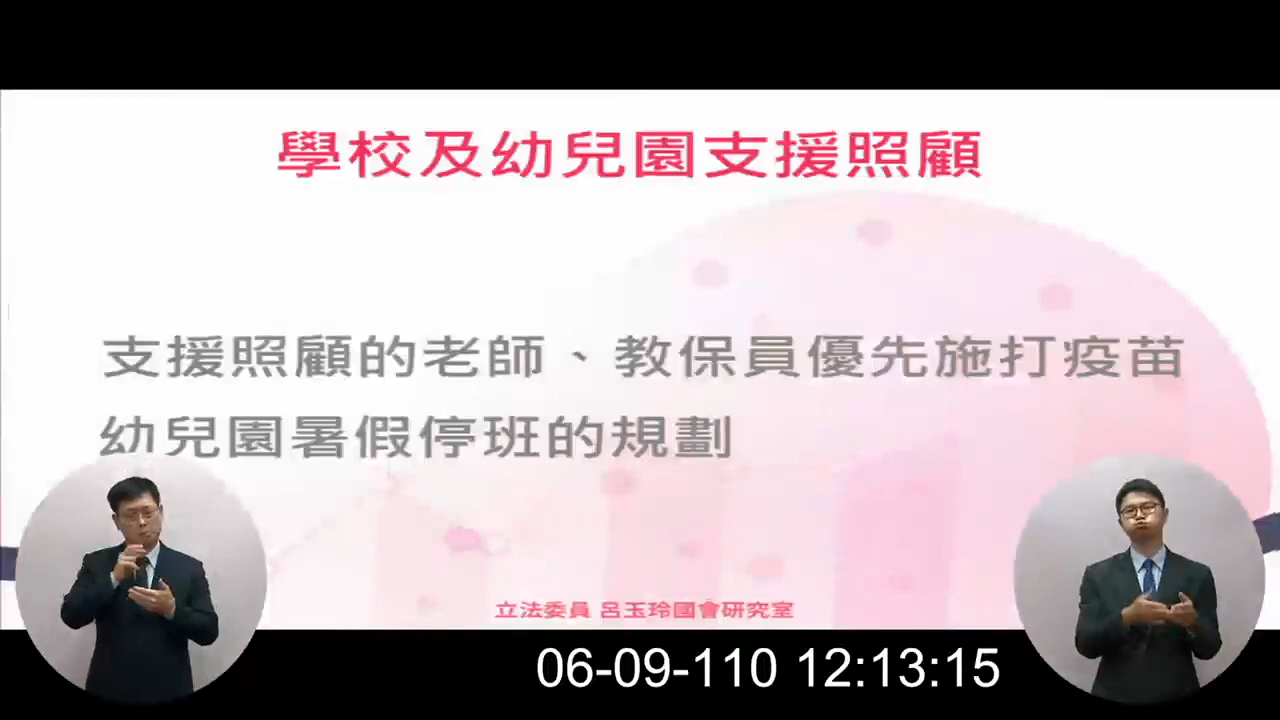 學校及幼兒園支援照顧
支援照顧的老師、教保員優先施打疫苗
幼兒園暑假停班的規劃
立法委員 呂玉玲國會研究室
06-09-110 12:13:15